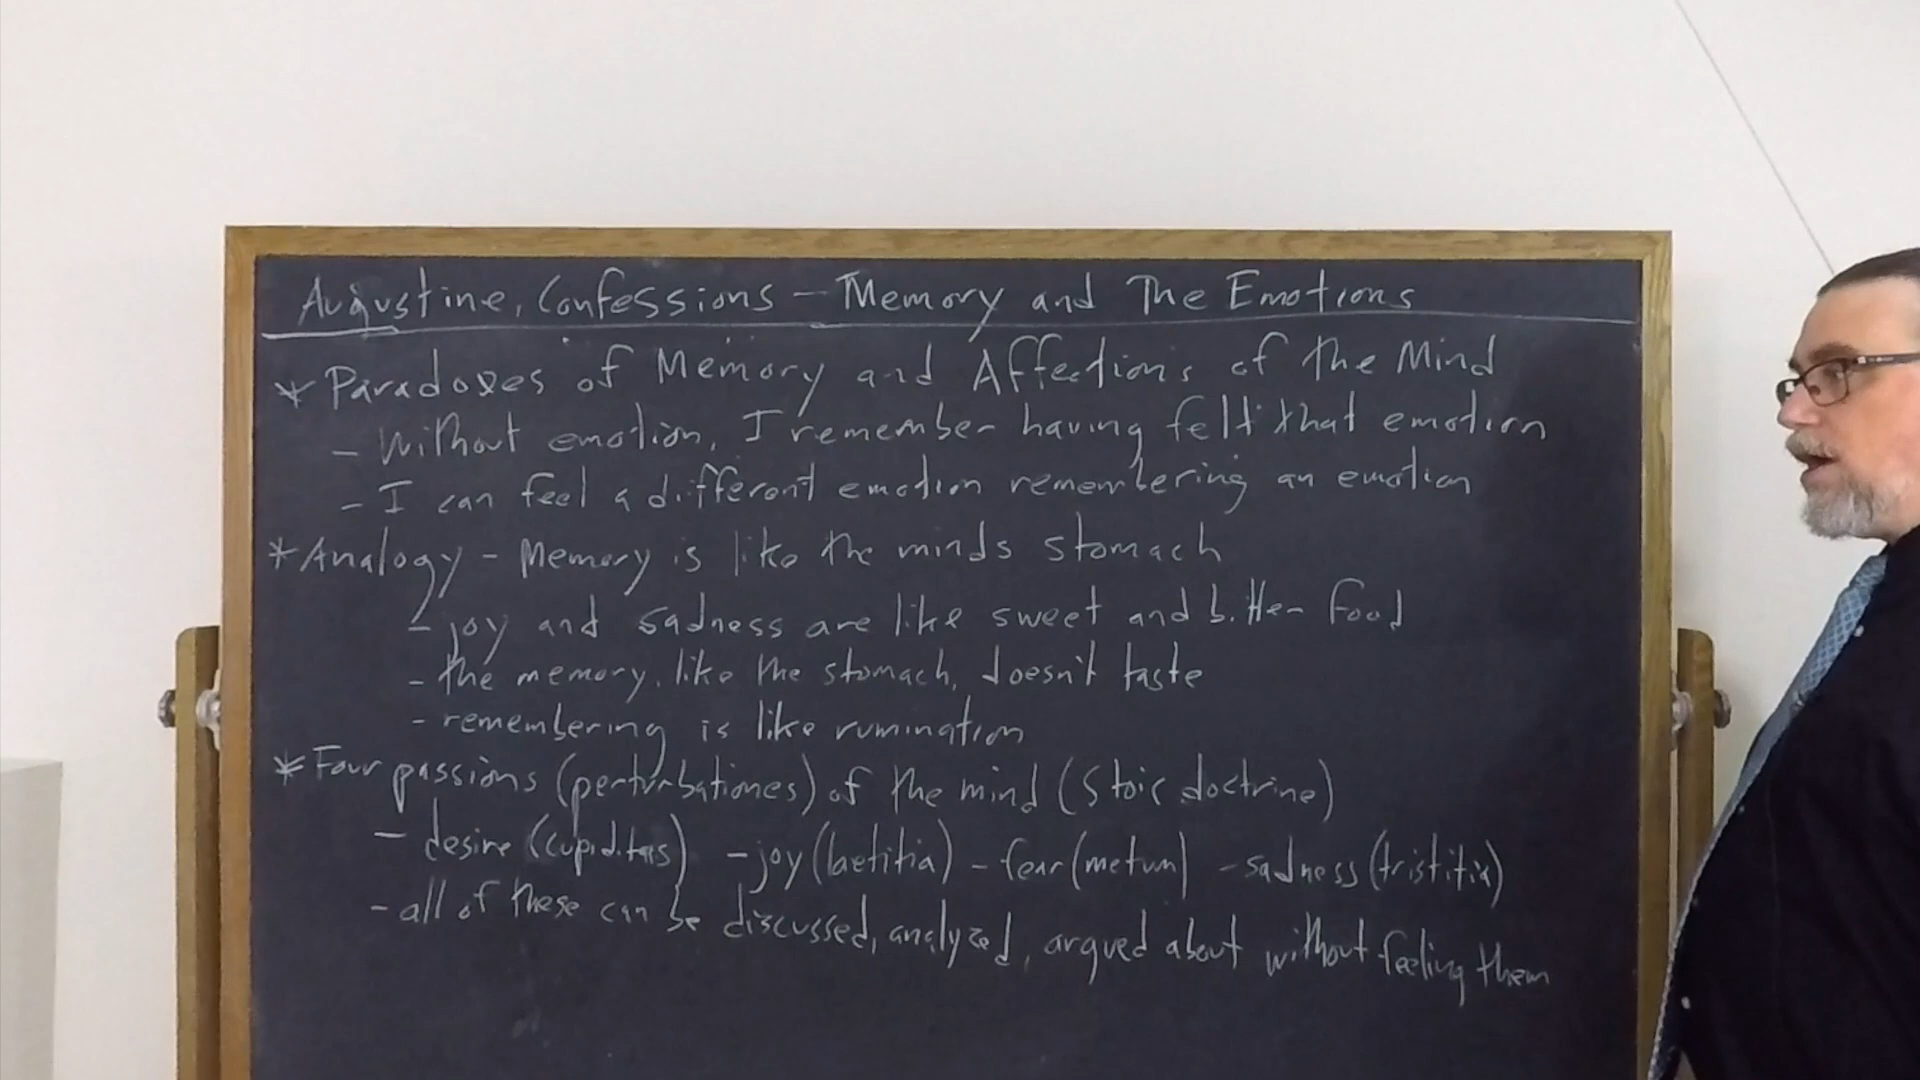 Augustine, Confessions - Memory and The Emotions
* Paradoxes of Memory and Affections of the Mind
- Without emotion, I remember having felt that emotion
- I can feel a different emotion remembering an emotion
* Analogy - Memory is like the minds stomach
- joy and sadness are like sweet and bitter food
- the memory, like the stomach, doesn't taste
- remembering is like rumination
* Four passions (perturbationes) of the mind (Stoic doctrine)
- desire (cupiditas) - joy (laetitia) - fear (metum) - sadness (tristitia)
- all of these can be discussed, analyzed, argued about without feeling them